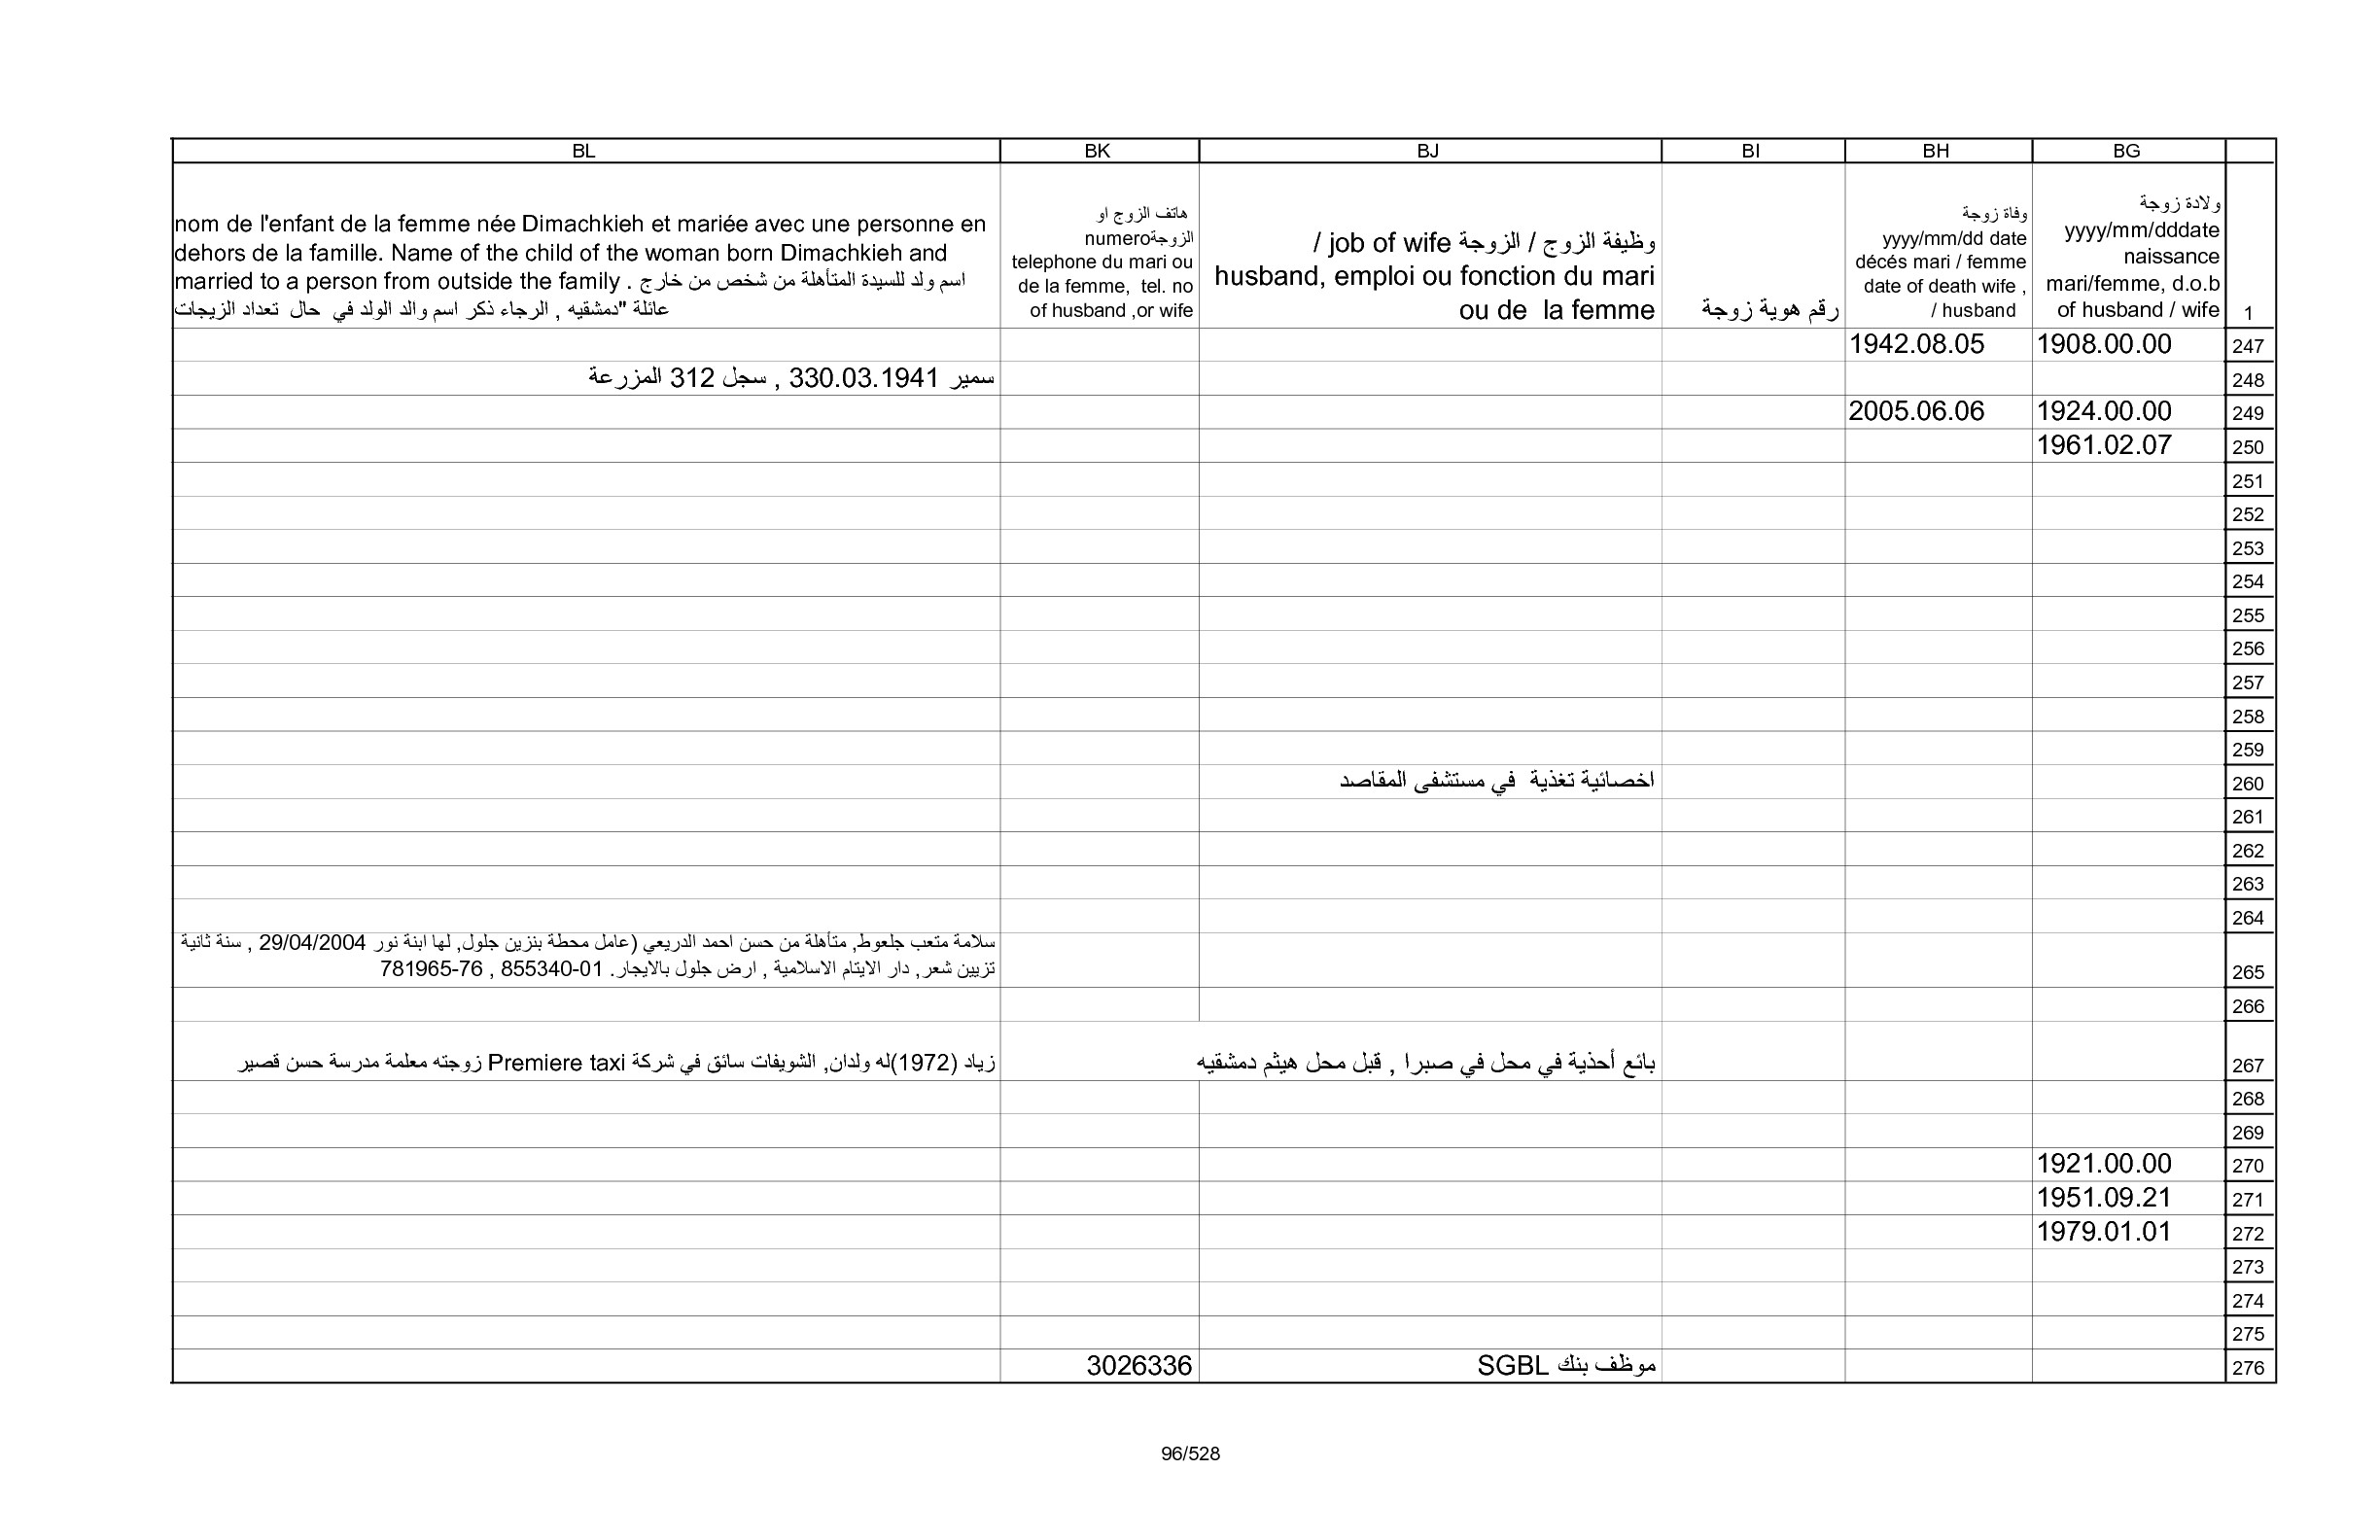 BL BK BJ BI BH BG
nom de l'enfant de la femme née Dimachkieh et mariée avec une personne en
dehors de la famille. Name of the child of the woman born Dimachkieh and
married to a person from outside the family . اسم ولد للسيدة المتأهلة من شخص من خارج
عائلة "دمشقيه , الرجاء ذكر اسم والد الولد في حال تعداد الزيجات
هاتف الزوج او
الزوجةnumero
telephone du mari ou
de la femme, tel. no
of husband ,or wife
وظيفة الزوج / الزوجة job of wife /
husband, emploi ou fonction du mari
ou de la femme
رقم هوية زوجة
وفاة زوجة
yyyy/mm/dd date
décés mari / femme
date of death wife ,
/ husband
ولادة زوجة
yyyy/mm/dddate
naissance
mari/femme, d.o.b
of husband / wife
1
1942.08.05 1908.00.00 247
سمير 330.03.1941 , سجل 312 المزرعة 248
2005.06.06 1924.00.00 249
1961.02.07 250
251
252
253
254
255
256
257
258
259
اخصائية تغذية في مستشفى المقاصد 260
261
262
263
264
سلامة متعب جلعوط, متأهلة من حسن احمد الدريعي (عامل محطة بنزين جلول, لها ابنة نور 29/04/2004 , سنة ثانية
تزيين شعر, دار الايتام الاسلامية , ارض جلول بالايجار. 01-855340 , 76-781965
265
266
زياد (1972)له ولدان, الشويفات سائق في شركة Premiere taxi زوجته معلمة مدرسة حسن قصير
بائع أحذية في محل في صبرا , قبل محل هيثم دمشقيه
267
268
269
1921.00.00 270
1951.09.21 271
1979.01.01 272
273
274
275
3026336
موظف بنك SGBL
276
96/528